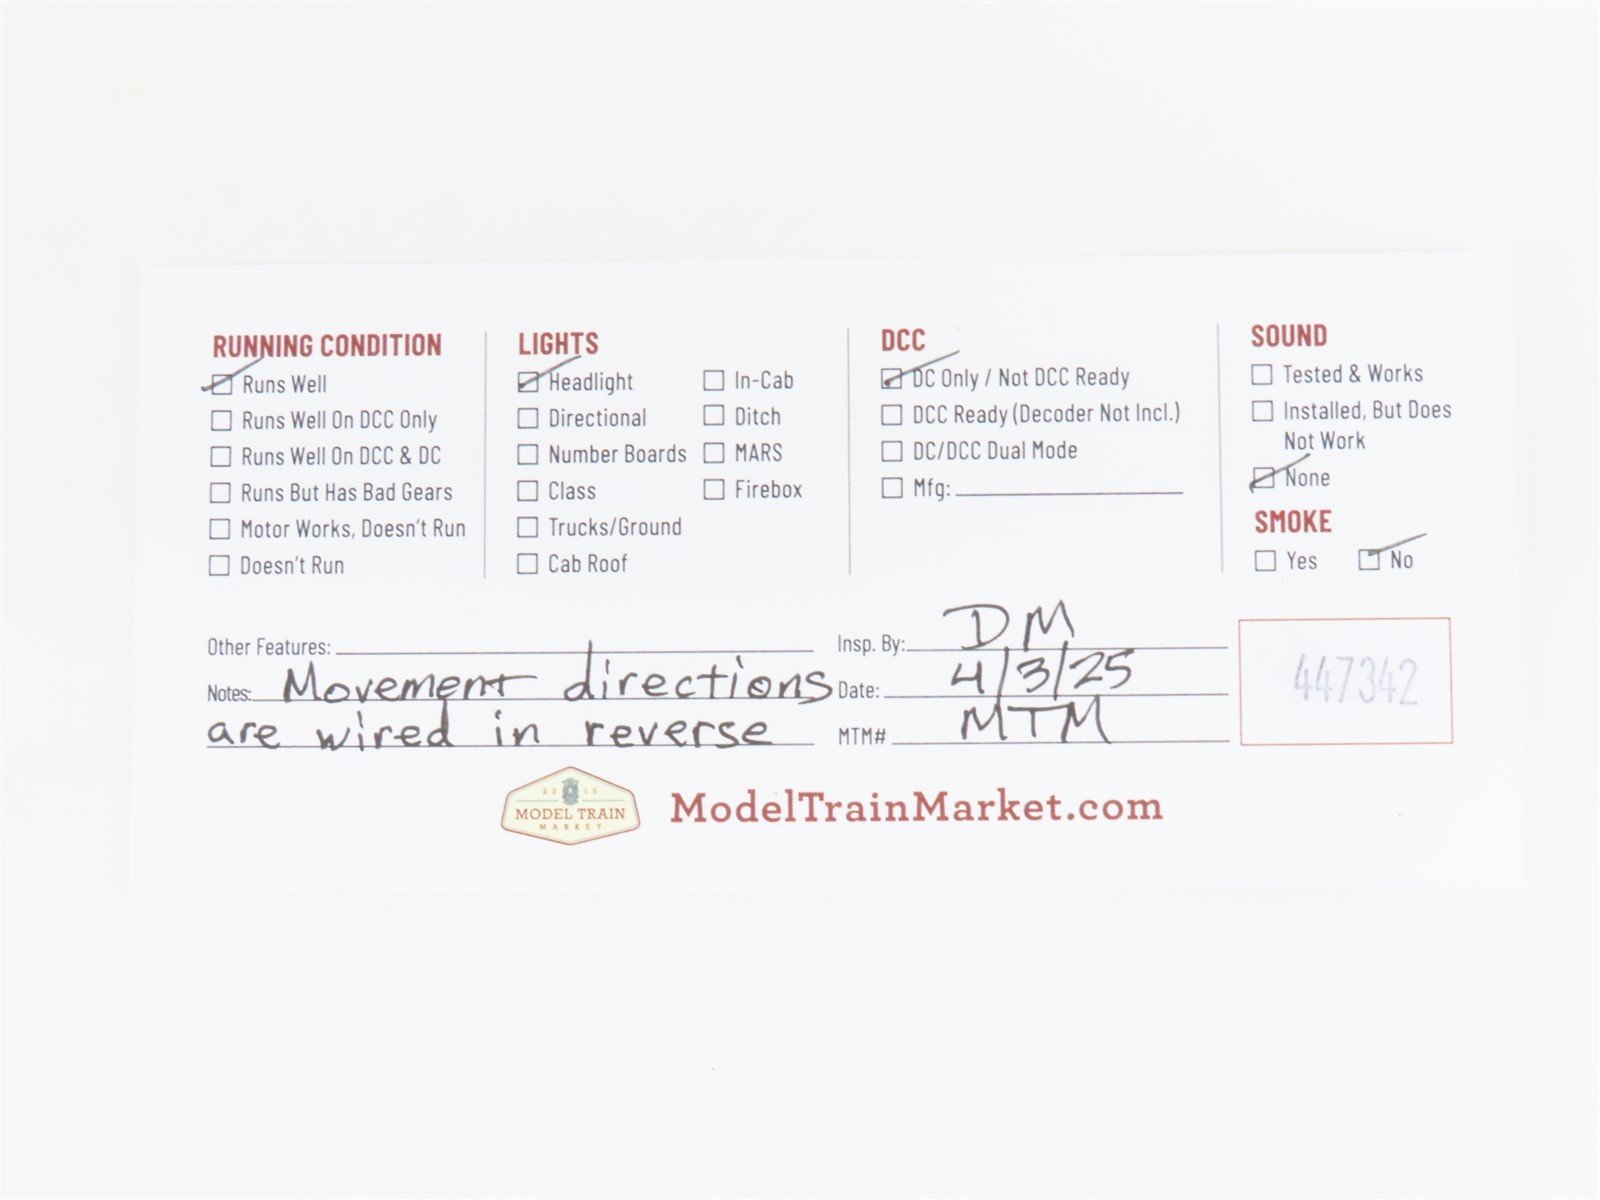 RUNNING CONDITION
Runs Well
Runs Well On DCC Only
Runs Well On DCC & DC
Runs But Has Bad Gears
Motor Works, Doesn't Run
Doesn't Run
LIGHTS
Headlight
Directional
Number Boards
Class
Trucks/Ground
Cab Roof
In-Cab
Ditch
MARS
Firebox
DCC
DC Only / Not DCC Ready
DCC Ready (Decoder Not Incl.)
DC/DCC Dual Mode
Mfg:
SOUND
Tested & Works
Installed, But Does
Not Work
None
SMOKE
Yes No
Other Features:
Notes: Movement directions
are wired in reverse
Insp. By: DM
Date: 4/3/25
MTM# MTM
447342
2015
MODEL TRAIN
MARKET
ModelTrainMarket.com